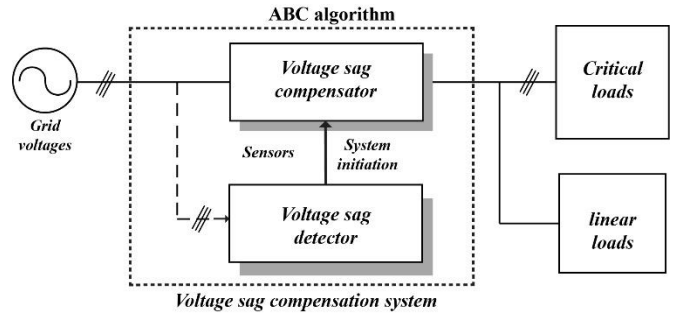 ABC algorithm
Grid
voltages
Voltage sag
compensator
Sensors
System
initiation
Voltage sag
detector
Critical
loads
linear
loads
Voltage sag compensation system